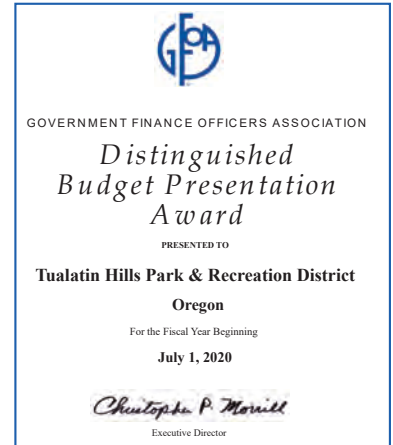 GFOA
GOVERNMENT FINANCE OFFICERS ASSOCIATION
Distinguished
Budget Presentation
Award
PRESENTED TO
Tualatin Hills Park & Recreation District
Oregon
For the Fiscal Year Beginning
July 1, 2020
Christopher P. Morrill
Executive Director